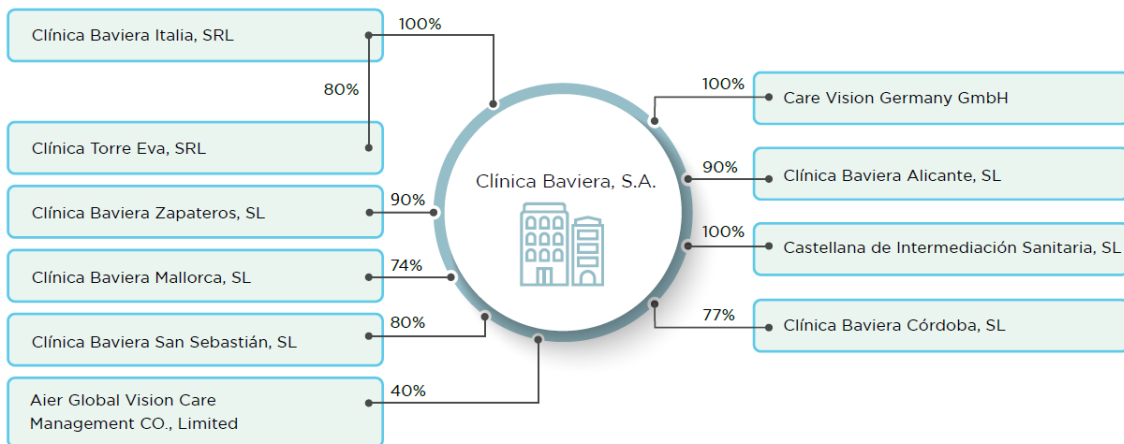 Clínica Baviera Italia, SRL
100%
80%
Clínica Torre Eva, SRL
Clínica Baviera Zapateros, SL
90%
Clínica Baviera Mallorca, SL
74%
Clínica Baviera San Sebastián, SL
80%
Aier Global Vision Care
Management CO., Limited
40%
Clínica Baviera, S.A.
100%
Care Vision Germany GmbH
90%
Clínica Baviera Alicante, SL
100%
Castellana de Intermediación Sanitaria, SL
77%
Clínica Baviera Córdoba, SL